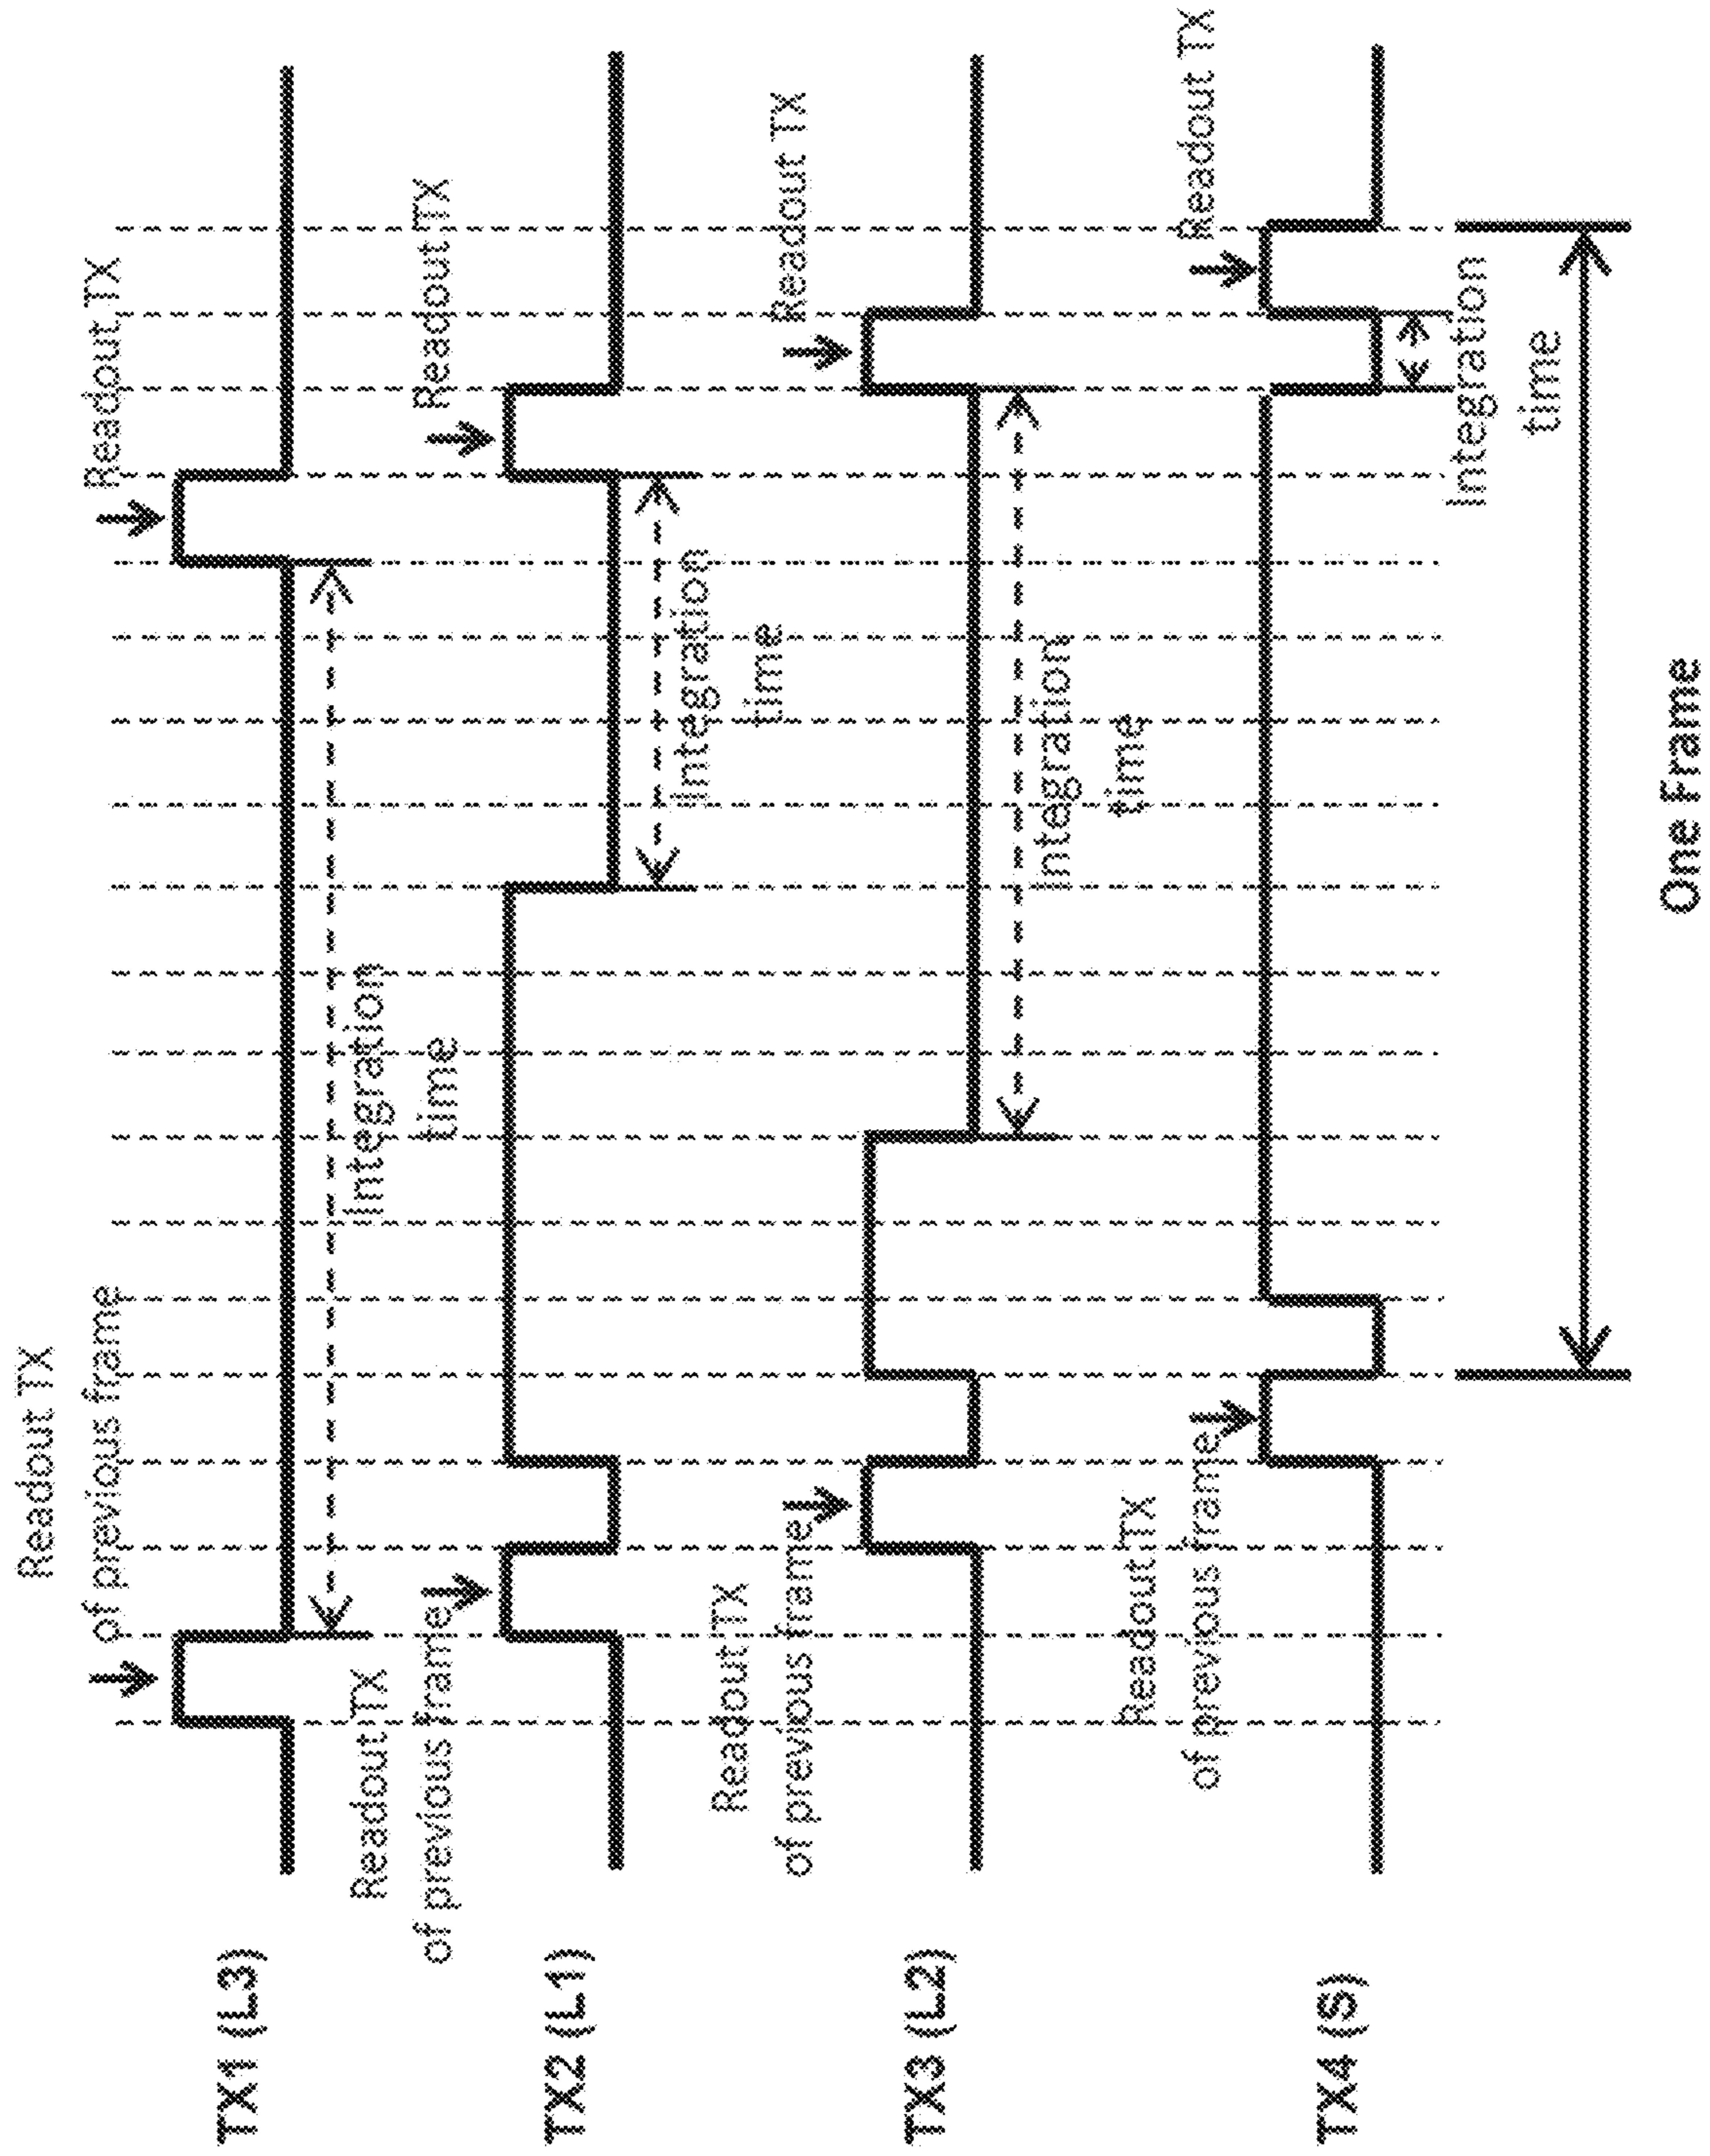 Readout TX
of previous frame
Readout TX
TX1 (L3)
Integration
time
Readout TX
of previous frame
Readout TX
TX2 (L1)
Integration
time
Readout TX
of previous frame
Readout TX
TX3 (L2)
Integration
time
Readout TX
of previous frame
Readout TX
TX4 (S)
Integration
time
One Frame